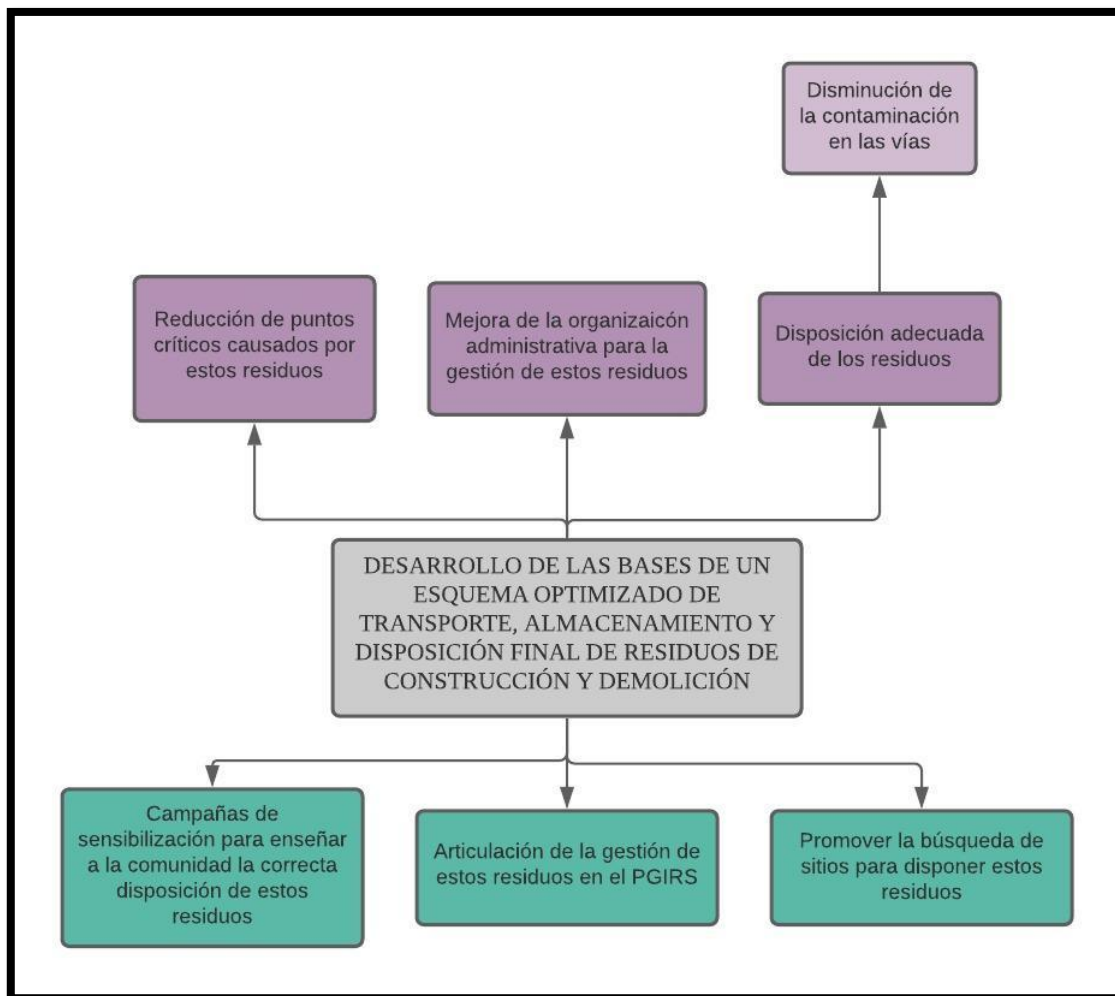 Disminución de
la contaminación
en las vías
Reducción de puntos
críticos causados por
estos residuos
Mejora de la organizaicón
administrativa para la
gestión de estos residuos
Disposición adecuada
de los residuos
DESARROLLO DE LAS BASES DE UN
ESQUEMA OPTIMIZADO DE
TRANSPORTE, ALMACENAMIENTO Y
DISPOSICIÓN FINAL DE RESIDUOS DE
CONSTRUCCIÓN Y DEMOLICIÓN
Campañas de
sensibilización para enseñar
a la comunidad la correcta
disposición de estos
residuos
Articulación de la gestión de
estos residuos en el PGIRS
Promover la búsqueda de
sitios para disponer estos
residuos